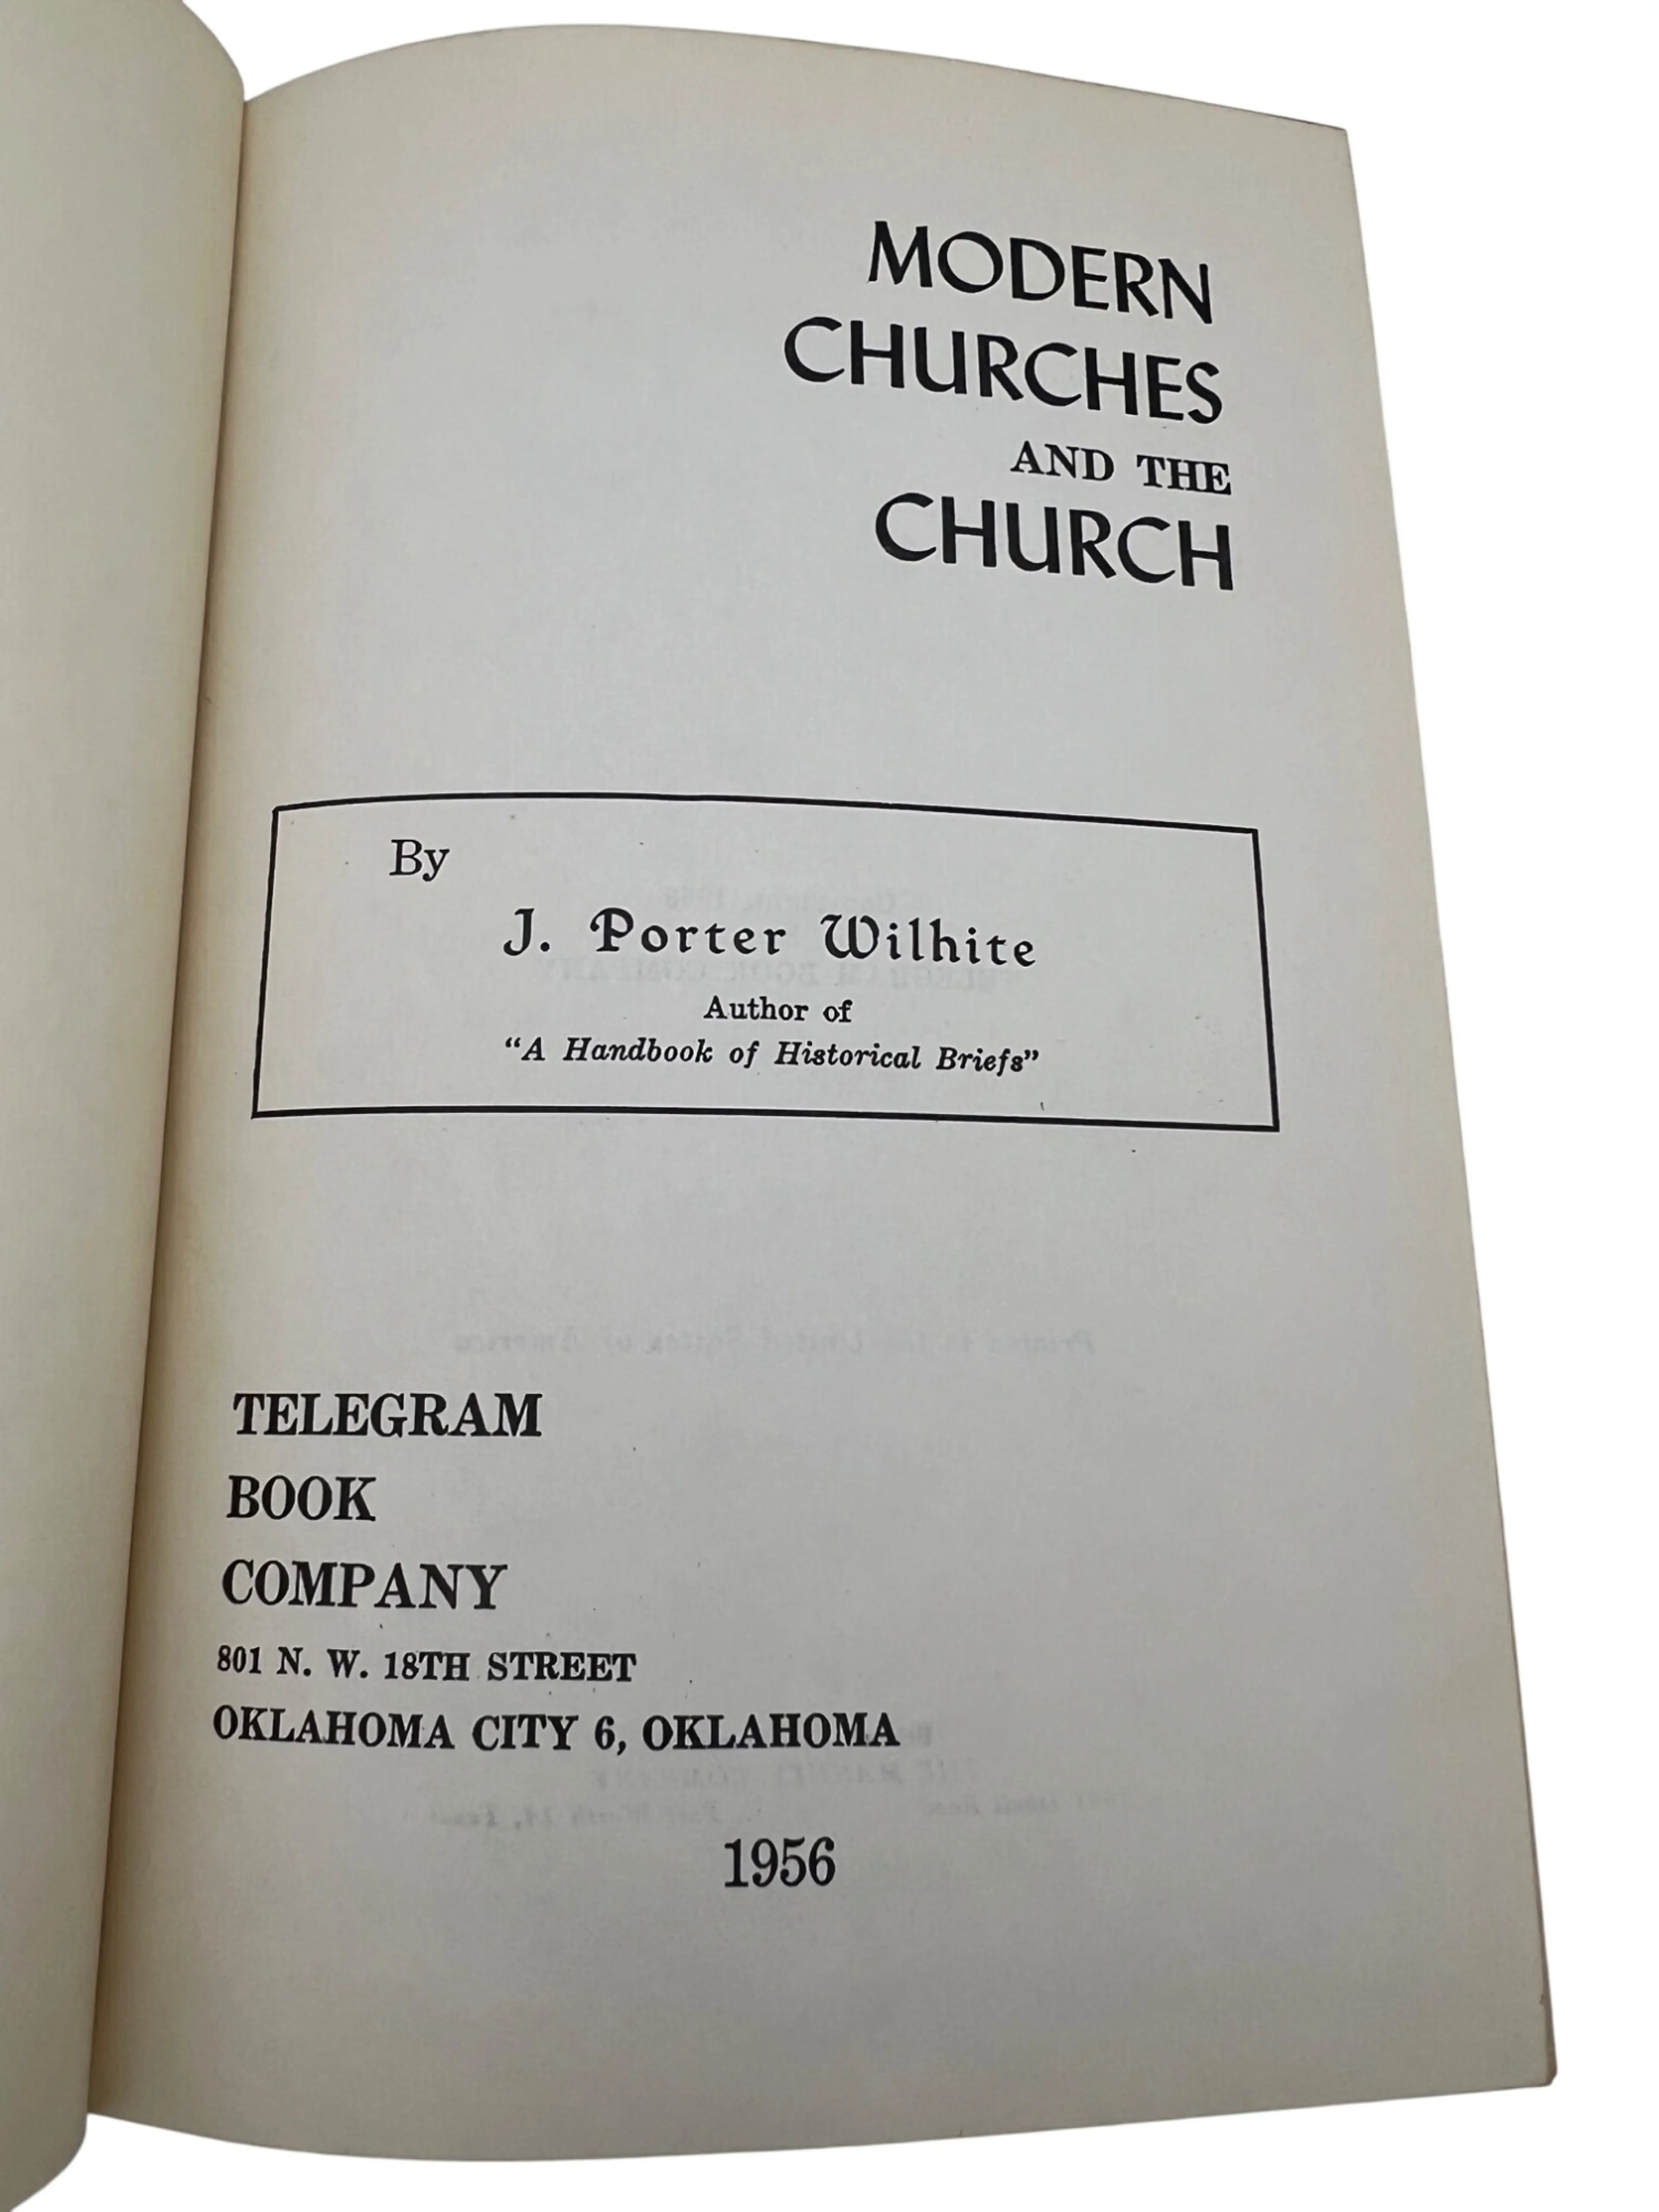 MODERN
CHURCHES
AND THE
CHURCH
By
J. Porter Wilhite
Author of
"A Handbook of Historical Briefs"
TELEGRAM
BOOK
COMPANY
801 N. W. 18TH STREET
OKLAHOMA CITY 6, OKLAHOMA
1956